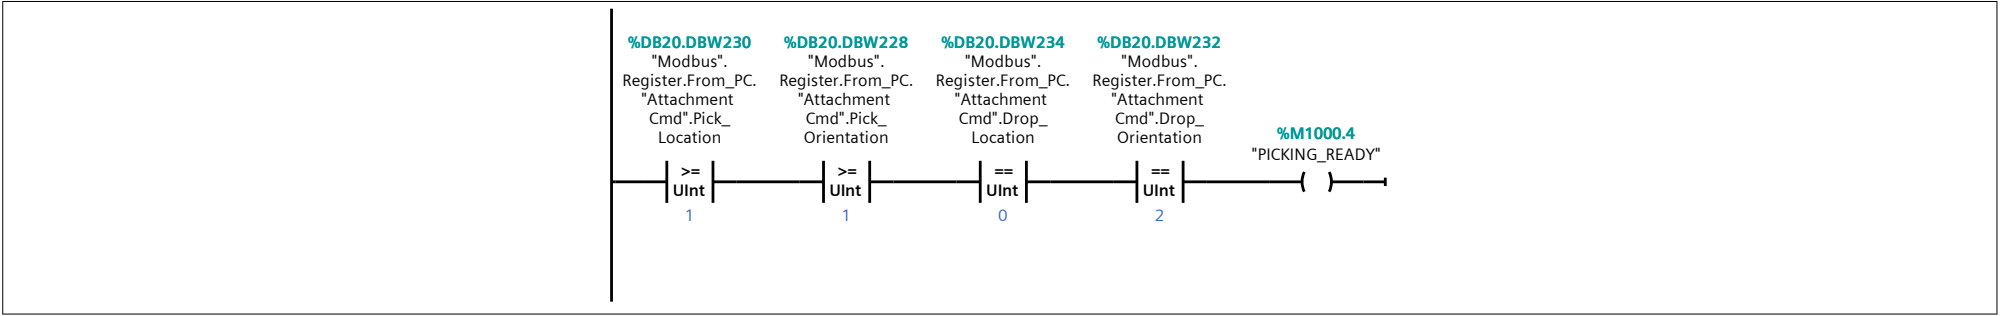 %DB20.DBW230
"Modbus".
Register.From_PC.
"Attachment
Cmd".Pick_
Location
>=
UInt
1
%DB20.DBW228
"Modbus".
Register.From_PC.
"Attachment
Cmd".Pick_
Orientation
>=
UInt
1
%DB20.DBW234
"Modbus".
Register.From_PC.
"Attachment
Cmd".Drop_
Location
==
UInt
0
%DB20.DBW232
"Modbus".
Register.From_PC.
"Attachment
Cmd".Drop_
Orientation
==
UInt
2
%M1000.4
"PICKING_READY"